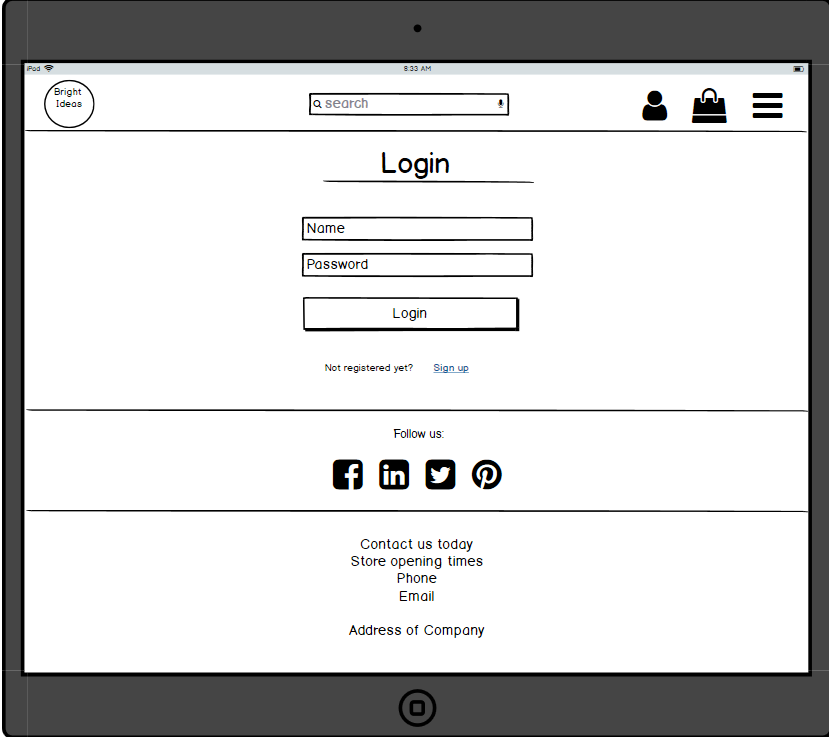 iPad
8:33 AM
Bright
Ideas
search
Login
Name
Password
Login
Not registered yet? Sign up
Follow us:
Contact us today
Store opening times
Phone
Email
Address of Company